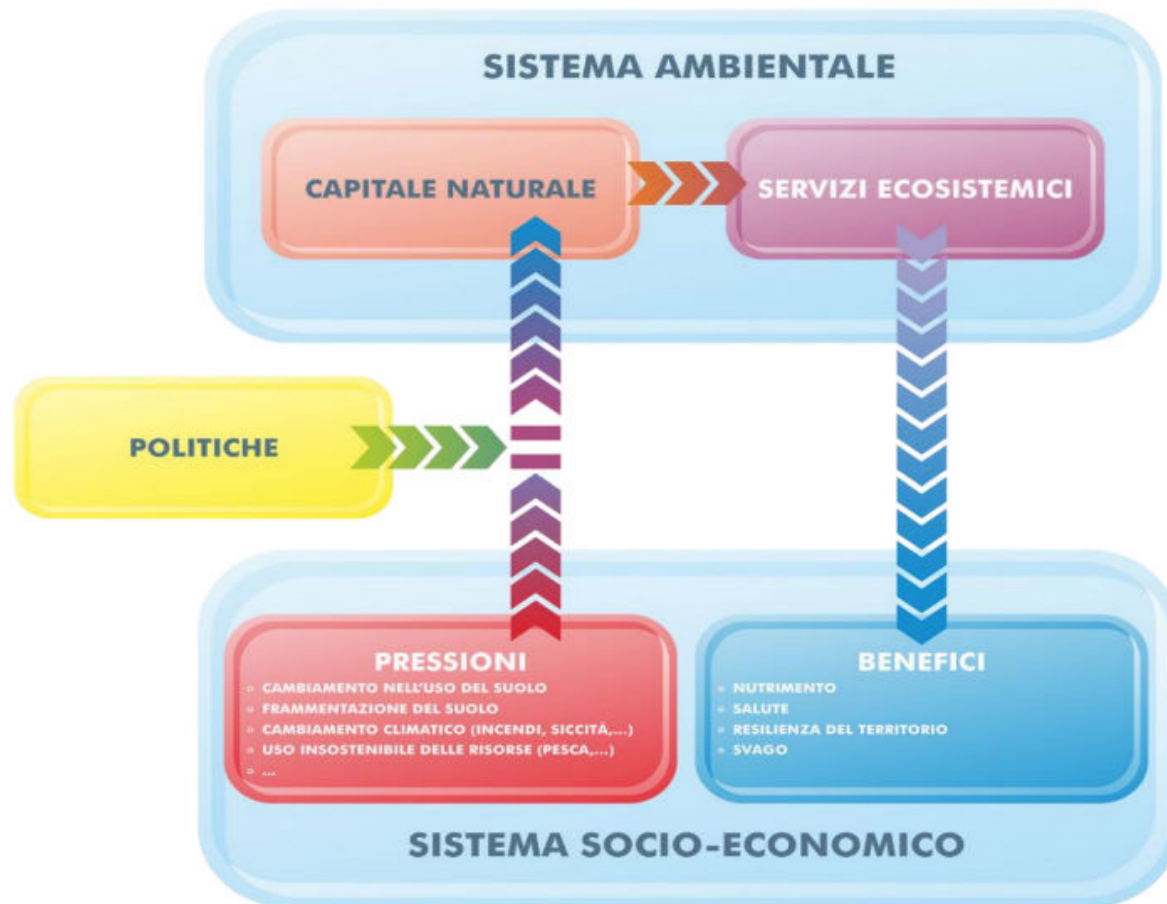 SISTEMA AMBIENTALE
CAPITALE NATURALE
SERVIZI ECOSISTEMICI
POLITICHE
PRESSIONI
◦ CAMBIAMENTO NELL'USO DEL SUOLO
◦ FRAMMENTAZIONE DEL SUOLO
◦ CAMBIAMENTO CLIMATICO (INCENDI, SICCITÀ,...)
◦ USO INSOSTENIBILE DELLE RISORSE (PESCA,...)
◦ ...
BENEFICI
◦ NUTRIMENTO
◦ SALUTE
◦ RESILIENZA DEL TERRITORIO
◦ SVAGO
SISTEMA SOCIO-ECONOMICO